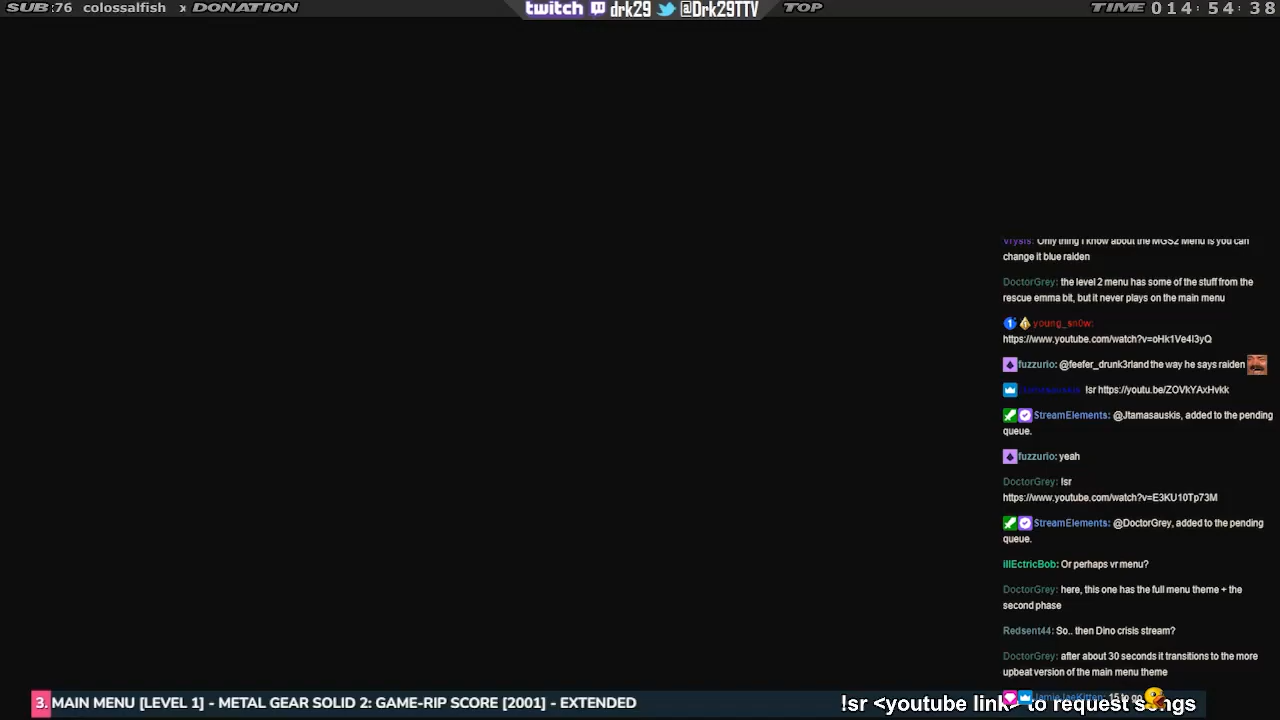 SUB:76 colossalfish x DONATION twitch drk29 @Drk29TTV TOP TIME 014:54:38
Vrysis: Only thing I know about the MGS2 Menu is you can
change it blue raiden
DoctorGrey: the level 2 menu has some of the stuff from the
rescue emma bit, but it never plays on the main menu
young_sn0w:
https://www.youtube.com/watch?v=oHk1Ve4I3yQ
fuzzurio: @feefer_drunk3rland the way he says raiden
!sr https://youtu.be/ZOVkYAxHvkk
StreamElements: @Jtamasauskis, added to the pending
queue.
fuzzurio: yeah
DoctorGrey: !sr
https://www.youtube.com/watch?v=E3KU10Tp73M
StreamElements: @DoctorGrey, added to the pending
queue.
illEctricBob: Or perhaps vr menu?
DoctorGrey: here, this one has the full menu theme + the
second phase
Redsent44: So.. then Dino crisis stream?
DoctorGrey: after about 30 seconds it transitions to the more
upbeat version of the main menu theme
JamieJaeKitten: 15 to go
3. MAIN MENU [LEVEL 1] - METAL GEAR SOLID 2: GAME-RIP SCORE [2001] - EXTENDED
!sr <youtube link> to request songs